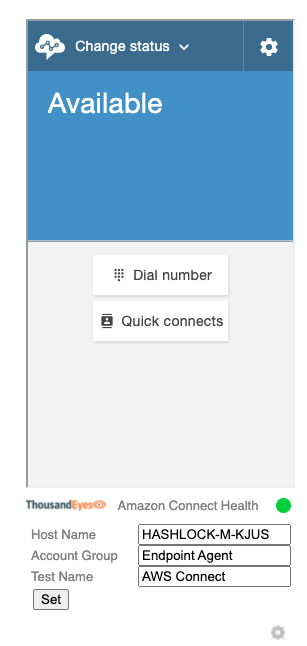 Change status
Available
Dial number
Quick connects
ThousandEyes Amazon Connect Health
Host Name HASHLOCK-M-KJUS
Account Group Endpoint Agent
Test Name AWS Connect
Set